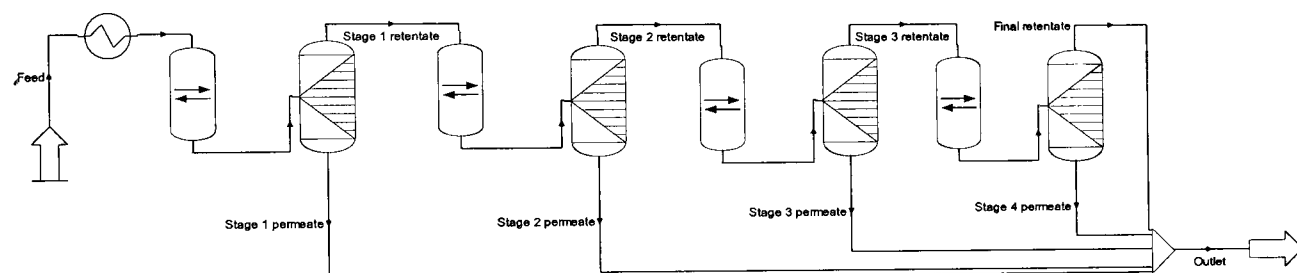 Feed
Stage 1 retentate
Stage 2 retentate
Stage 3 retentate
Final retentate
Stage 1 permeate
Stage 2 permeate
Stage 3 permeate
Stage 4 permeate
Outlet